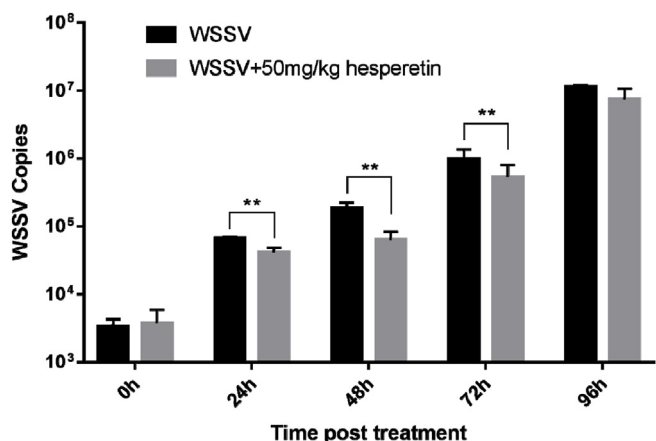 10⁸
WSSV
WSSV+50mg/kg hesperetin
10⁷
**
10⁶
**
**
10⁵
10⁴
10³
WSSV Copies
0h 24h 48h 72h 96h
Time post treatment